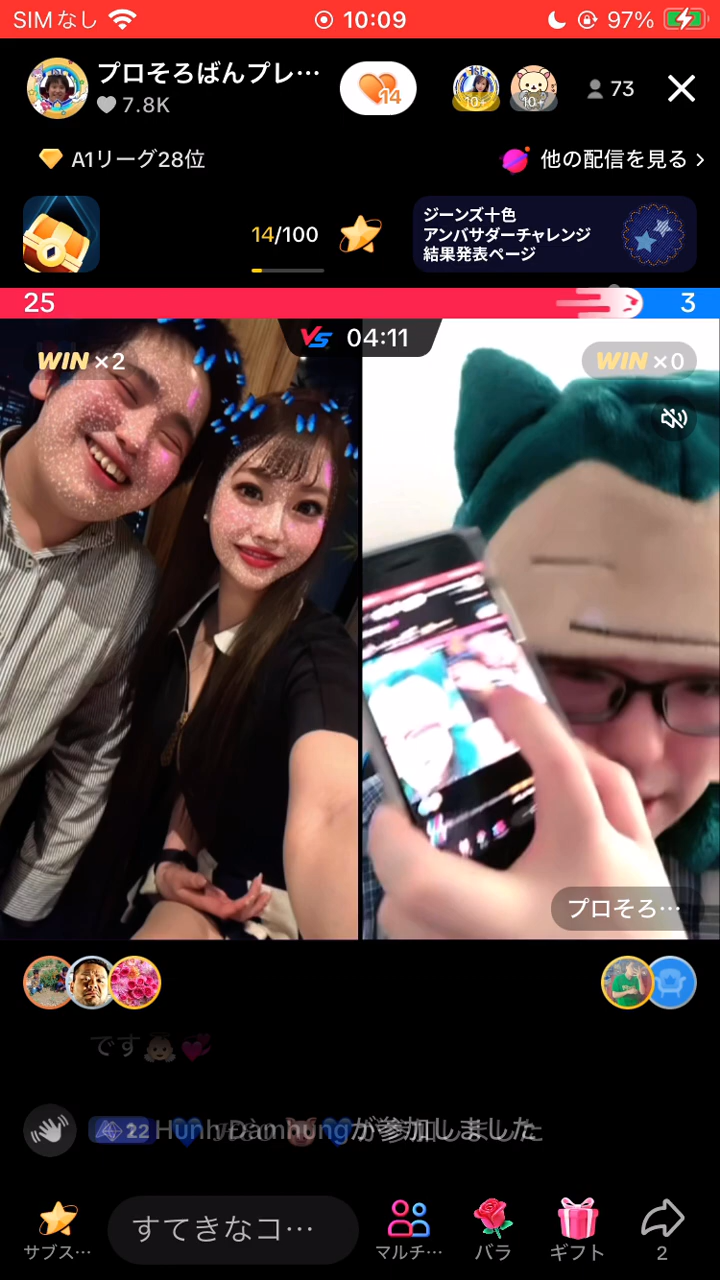 SIMなし 10:09 97%
プロそろばんプレ…
7.8K
14
10+ 10+
73
A1リーグ28位
他の配信を見る
14/100
ジーンズ十色
アンバサダーチャレンジ
結果発表ページ
25
3
VS 04:11
WIN ×2
WIN ×0
プロそろ…
です
22
が参加しました
サブス…
すてきなコ…
マルチ…
バラ
ギフト
2